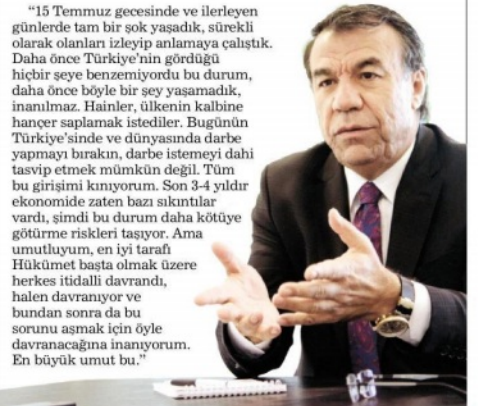 “15 Temmuz gecesinde ve ilerleyen
günlerde tam bir şok yaşadık, sürekli
olarak olanları izleyip anlamaya çalıştık.
Daha önce Türkiye’nin gördüğü
hiçbir şeye benzemiyordu bu durum,
daha önce böyle bir şey yaşamadık,
inanılmaz. Hainler, ülkenin kalbine
hançer saplamak istediler. Bugünün
Türkiye’sinde ve dünyasında darbe
yapmayı bırakın, darbe istemeyi dahi
tasvip etmek mümkün değil. Tüm
bu girişimi kınıyorum. Son 3-4 yıldır
ekonomide zaten bazı sıkıntılar
vardı, şimdi bu durum daha kötüye
götürme riskleri taşıyor. Ama
umutluyum, en iyi tarafı
Hükümet başta olmak üzere
herkes itidalli davrandı,
halen davranıyor ve
bundan sonra da bu
sorunu aşmak için öyle
davranacağına inanıyorum.
En büyük umut bu.”